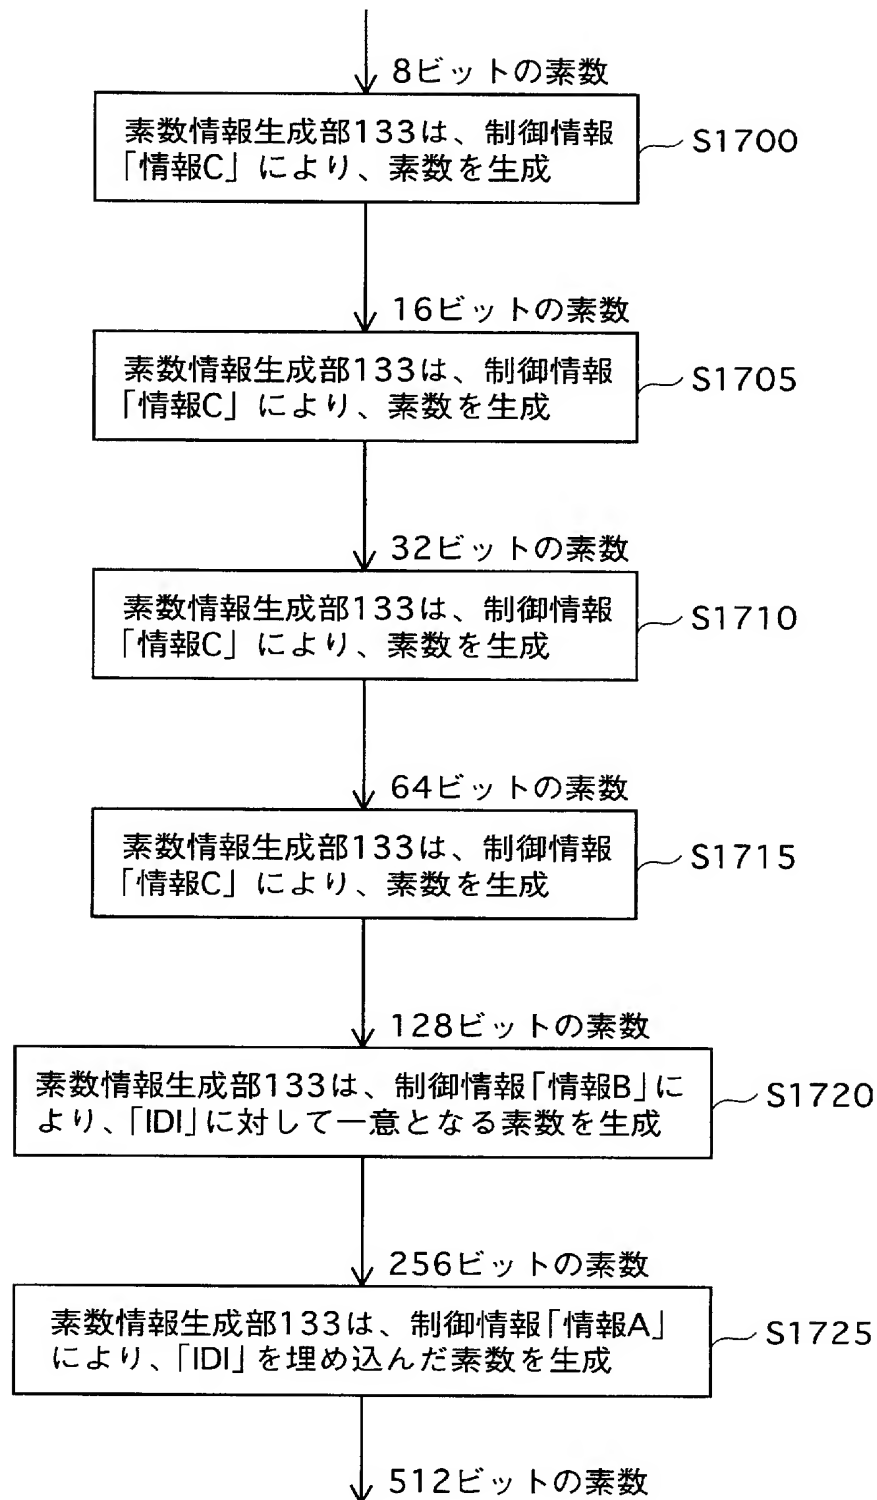 8ビットの素数
素数情報生成部133は、制御情報
「情報C」により、素数を生成
S1700
16ビットの素数
素数情報生成部133は、制御情報
「情報C」により、素数を生成
S1705
32ビットの素数
素数情報生成部133は、制御情報
「情報C」により、素数を生成
S1710
64ビットの素数
素数情報生成部133は、制御情報
「情報C」により、素数を生成
S1715
128ビットの素数
素数情報生成部133は、制御情報「情報B」に
より、「IDI」に対して一意となる素数を生成
S1720
256ビットの素数
素数情報生成部133は、制御情報「情報A」
により、「IDI」を埋め込んだ素数を生成
S1725
512ビットの素数